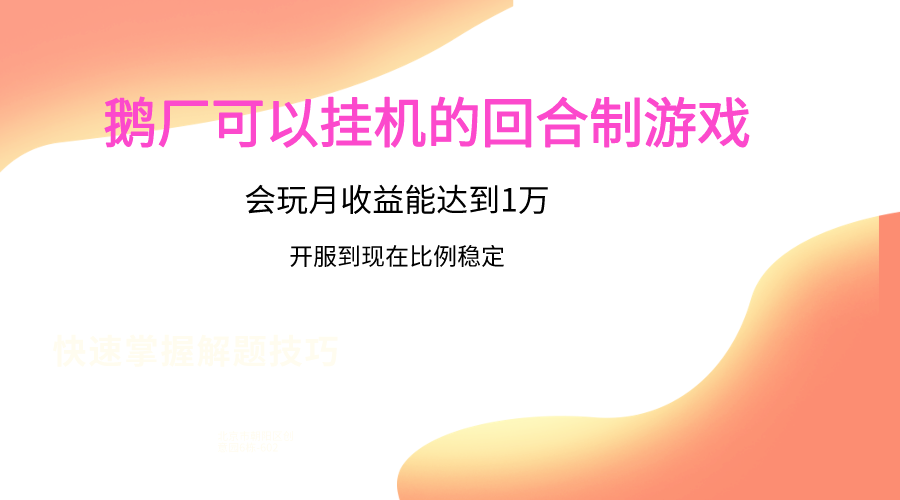 鹅厂可以挂机的回合制游戏
会玩月收益能达到1万
开服到现在比例稳定
快速掌握解题技巧